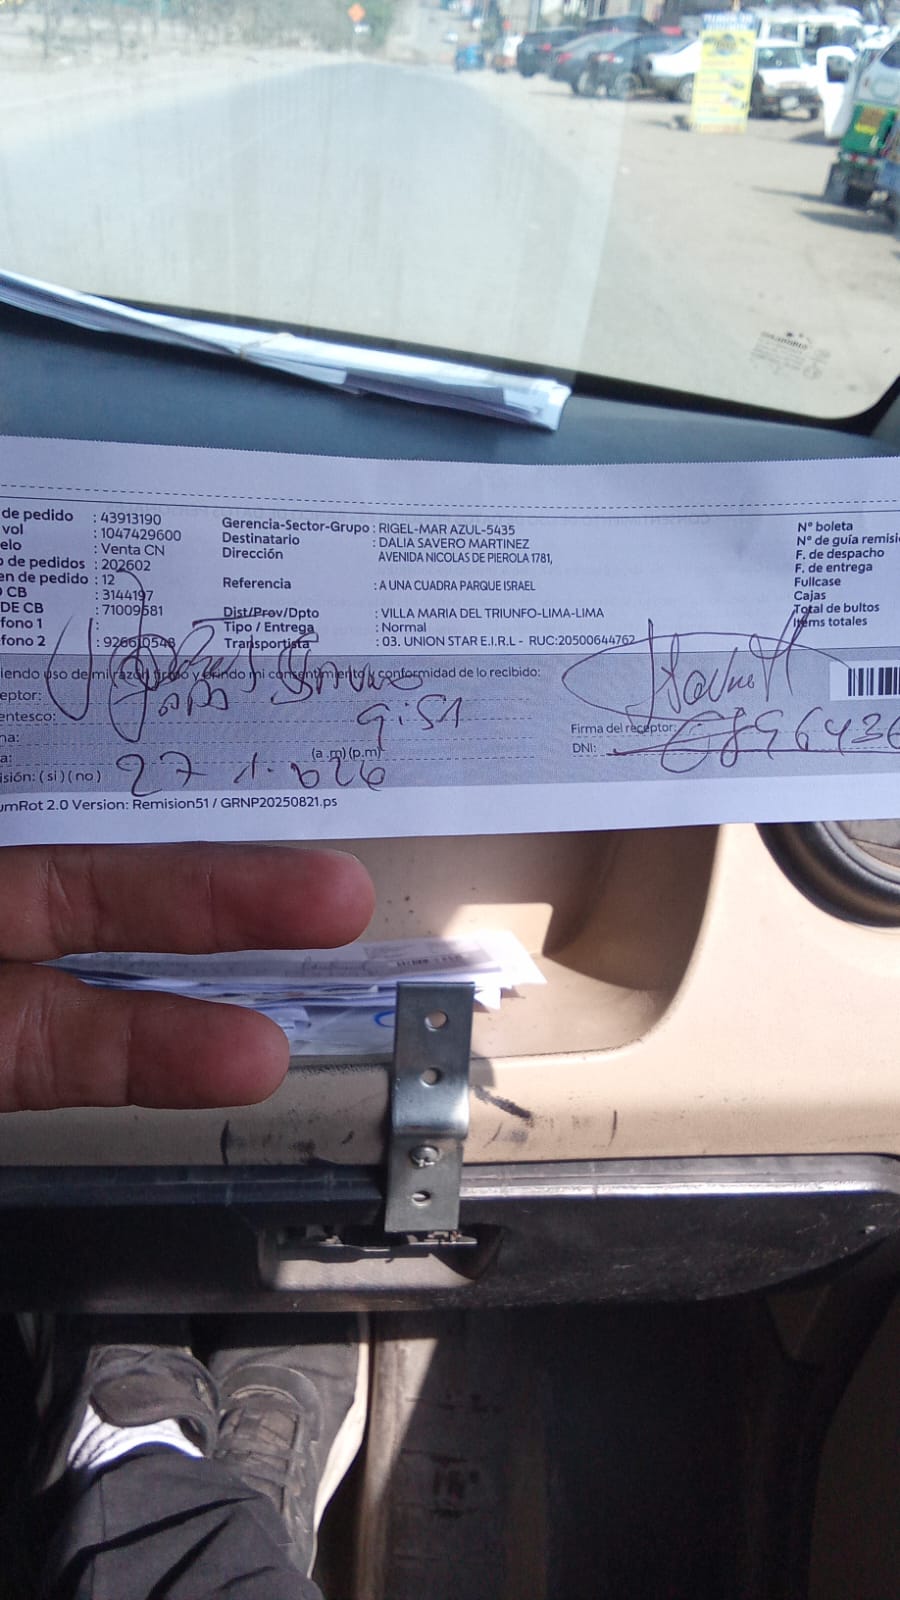 de pedido : 43913190
vol : 1047429600
elo : Venta CN
o de pedidos : 202602
en de pedido : 12
CB : 3144197
DE CB : 71009581
fono 1 :
fono 2 : 926610548
Gerencia-Sector-Grupo : RIGEL-MAR AZUL-5435
Destinatario : DALIA SAVERO MARTINEZ
Dirección AVENIDA NICOLAS DE PIEROLA 1781,
Referencia : A UNA CUADRA PARQUE ISRAEL
Dist/Prov/Dpto : VILLA MARIA DEL TRIUNFO-LIMA-LIMA
Tipo / Entrega : Normal
Transportista : 03. UNION STAR E.I.R.L - RUC:20500644762
N° boleta
N° de guía remisi
F. de despacho
F. de entrega
Fullcase
Cajas
Total de bultos
Items totales
iendo uso de mi razón firmo y brindo mi consentimiento y conformidad de lo recibido:
eptor:
entesco:
na:
9:51
a: (a.m)(p.m)
27 1.
isión: ( si ) ( no )
Firma del receptor:
DNI:
umRot 2.0 Version: Remision51 / GRNP20250821.ps